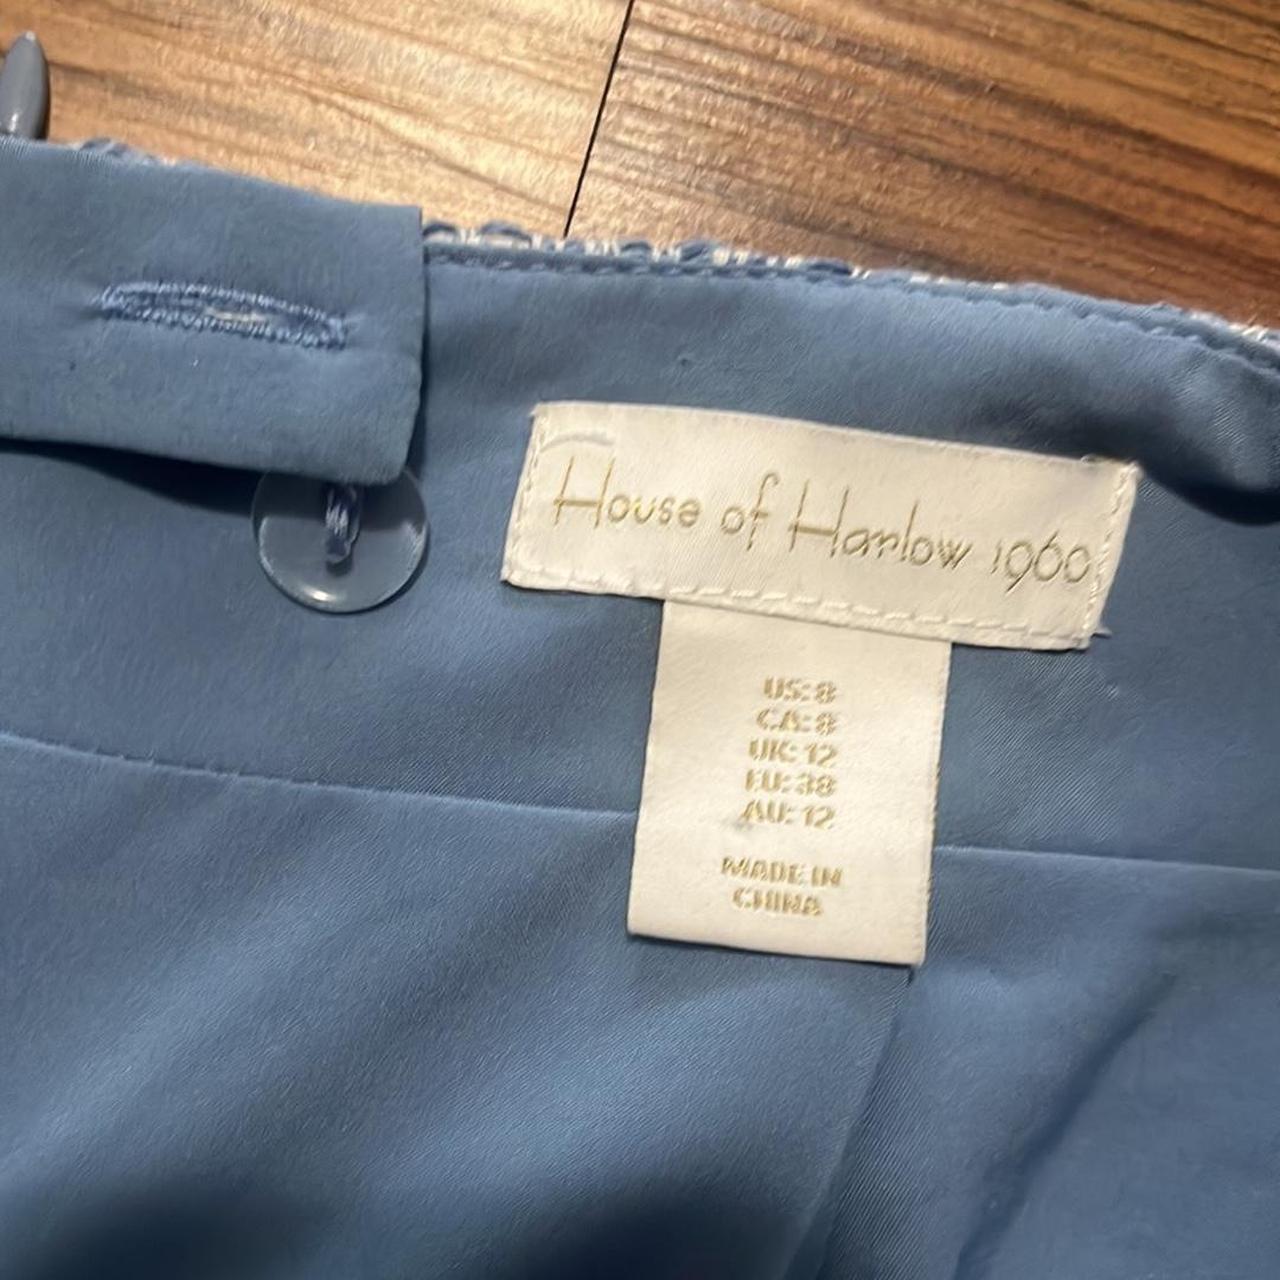 House of Harlow 1960
US: 8
CA: 8
UK: 12
EU: 38
AU: 12
MADE IN
CHINA